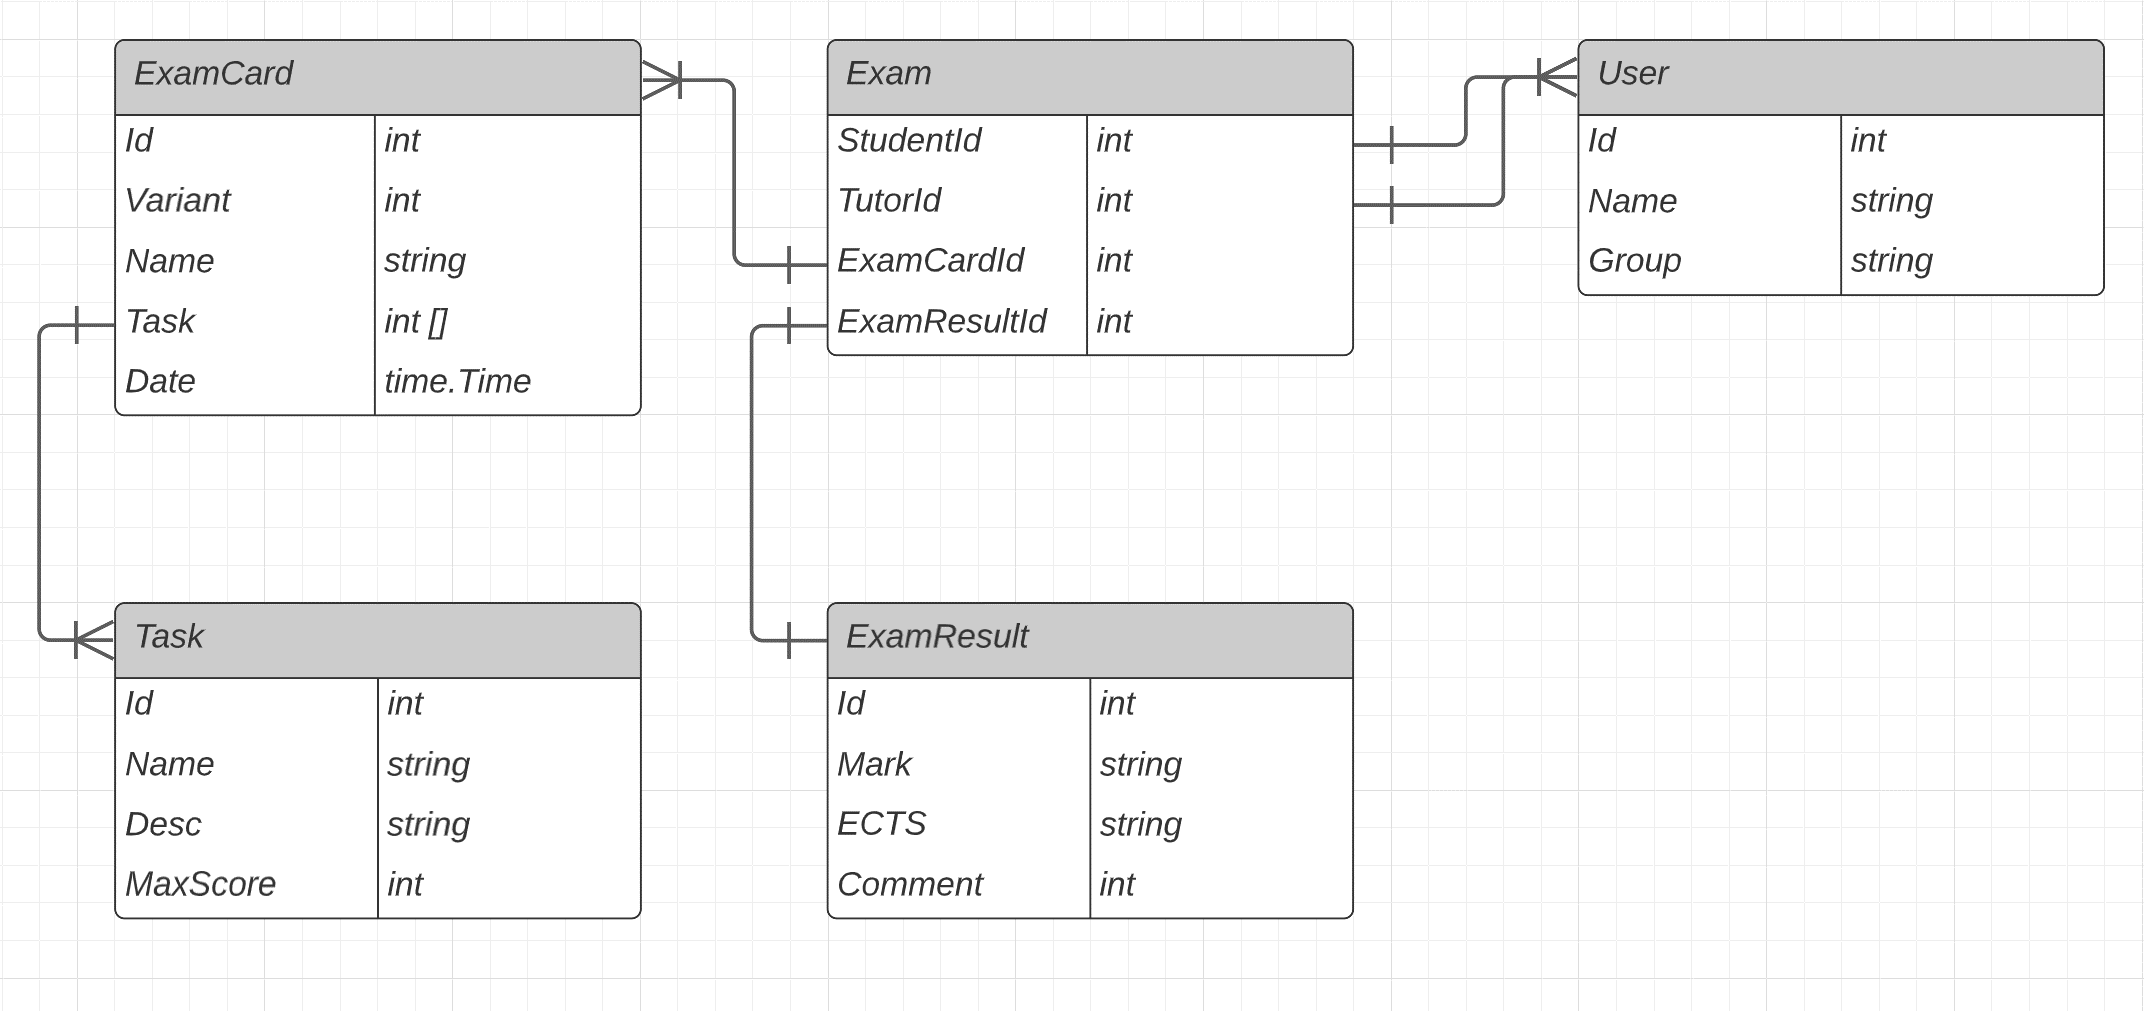 ExamCard
Id int
Variant int
Name string
Task int []
Date time.Time
Exam
StudentId int
TutorId int
ExamCardId int
ExamResultId int
User
Id int
Name string
Group string
Task
Id int
Name string
Desc string
MaxScore int
ExamResult
Id int
Mark string
ECTS string
Comment int